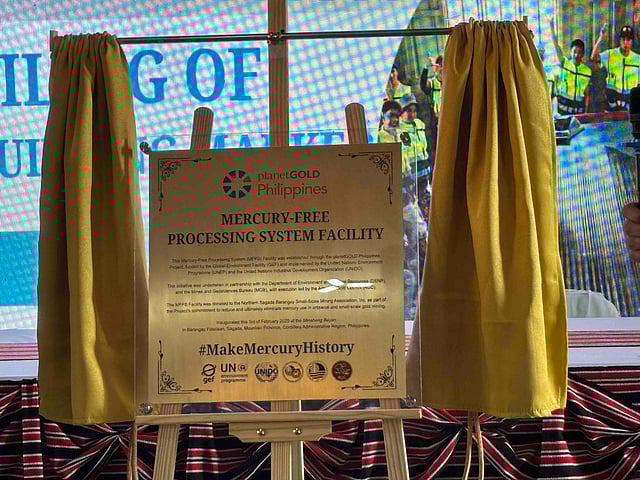 ILING OF
planetGOLD
Philippines
MERCURY-FREE
PROCESSING SYSTEM FACILITY
This Mercury-Free Processing System (MFPS) Facility was established through the planetGOLD Philippines
Project, funded by the Global Environment Facility (GEF) and implemented by the United Nations Environment
Programme (UNEP) and the United Nations Industrial Development Organization (UNIDO).
This initiative was undertaken in partnership with the Department of Environment (DENR)
and the Mines and Geosciences Bureau (MGB), with execution led by the
The MFPS Facility was donated to the Northern Sagada Barangay Small-Scale Mining Association, Inc. as part of
the Project's commitment to reduce and ultimately eliminate mercury use in artisanal and small-scale gold mining.
Inaugurated this 3rd of February 2025 at the
in Barangay Fidelisan, Sagada, Mountain Province, Cordillera Administrative Region, Philippines.
#MakeMercuryHistory
gef
UN
environment
programme
UNIDO